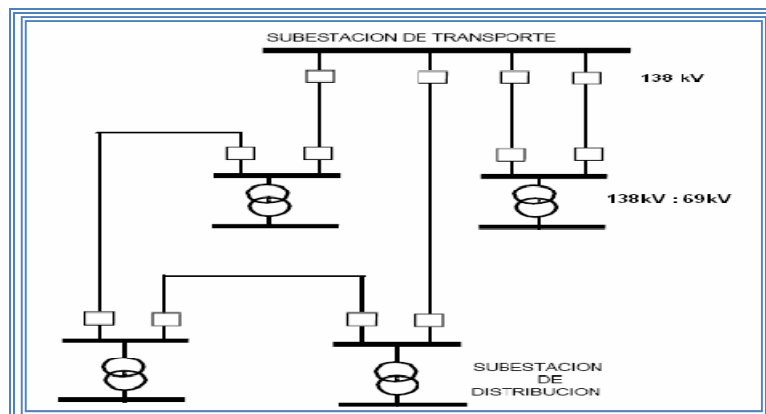 SUBESTACION DE TRANSPORTE
138 kV
138kV : 69kV
SUBESTACION
DE
DISTRIBUCION